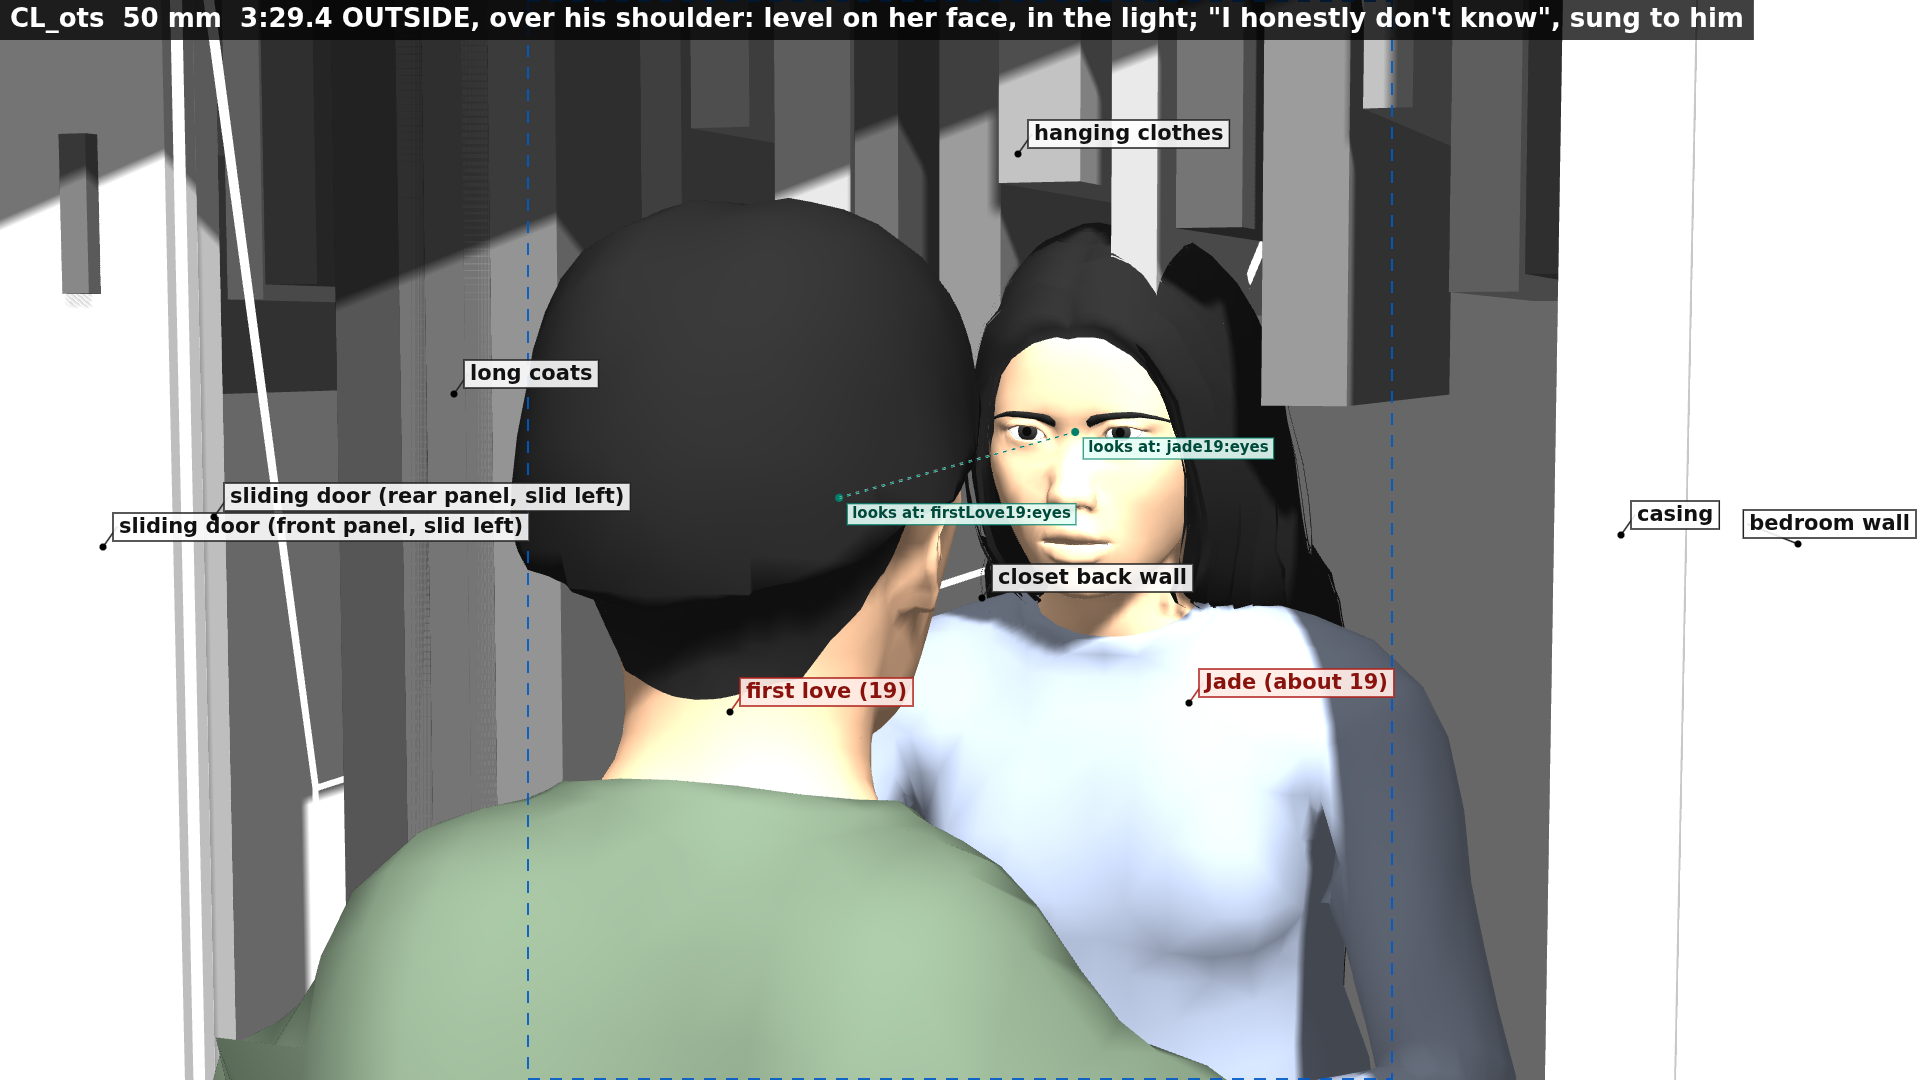 CL_ots  50 mm  3:29.4 OUTSIDE, over his shoulder: level on her face, in the light; "I honestly don't know", sung to him
hanging clothes
long coats
looks at: jade19:eyes
sliding door (rear panel, slid left)
looks at: firstLove19:eyes
casing
bedroom wall
sliding door (front panel, slid left)
closet back wall
first love (19)
Jade (about 19)